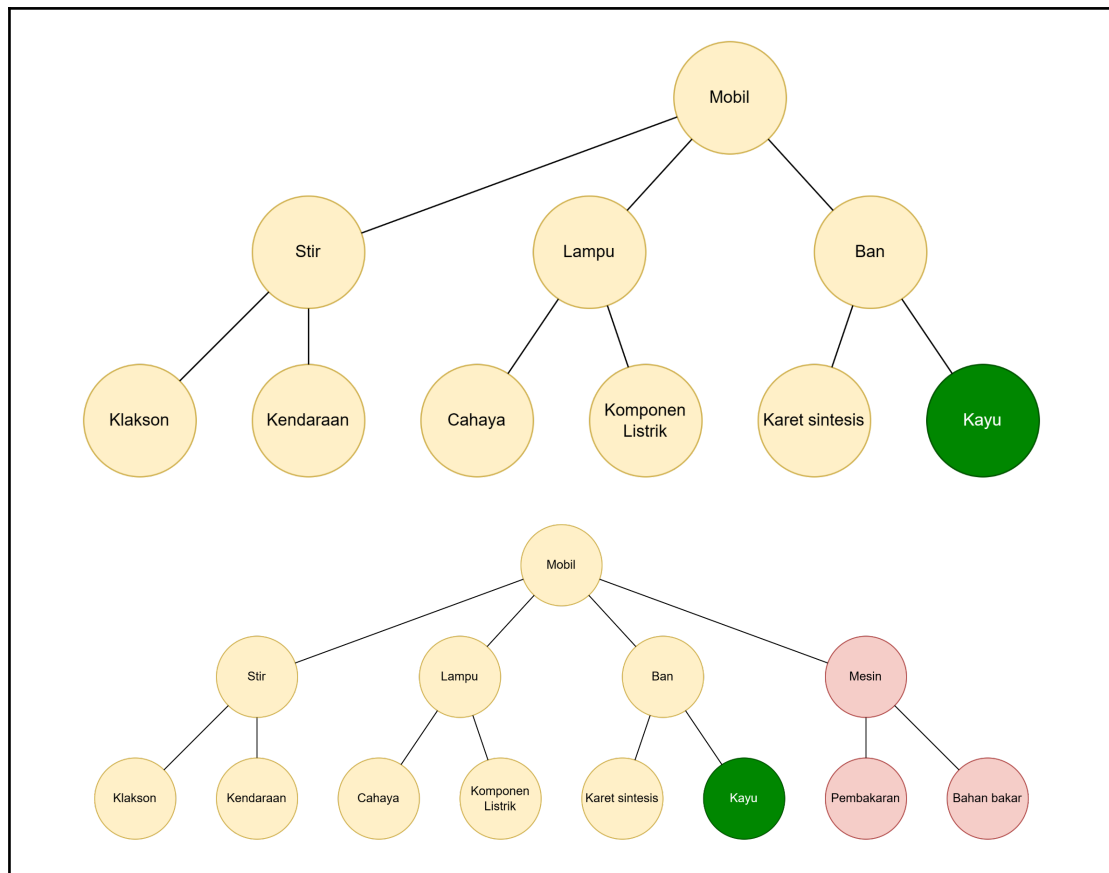 Mobil
Stir
Lampu
Ban
Klakson
Kendaraan
Cahaya
Komponen
Listrik
Karet sintesis
Kayu
Mobil
Stir
Lampu
Ban
Mesin
Klakson
Kendaraan
Cahaya
Komponen
Listrik
Karet sintesis
Kayu
Pembakaran
Bahan bakar